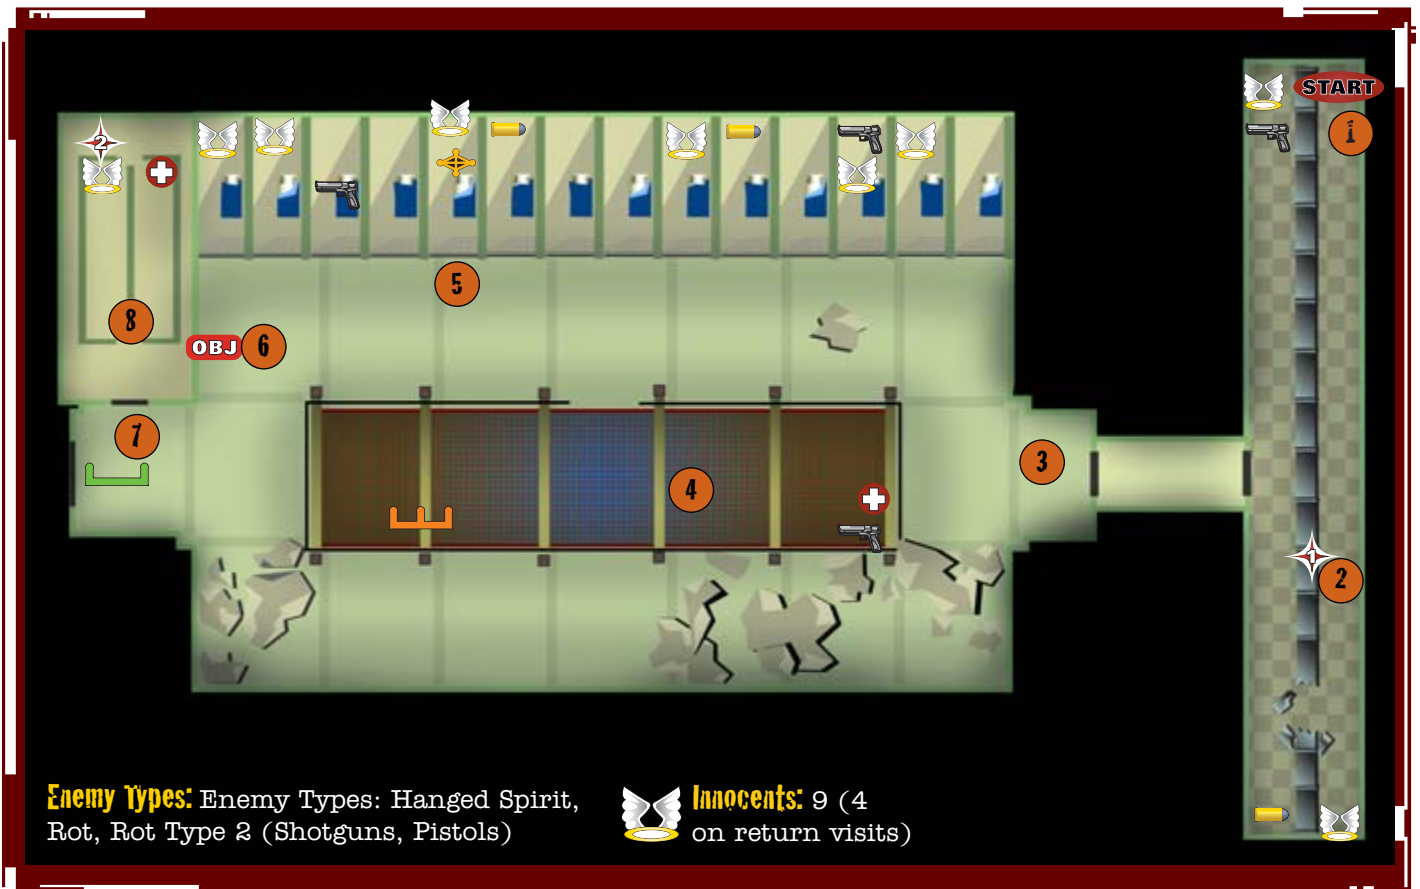 START
1
2
5
8
OBJ 6
7
3
4
1
2
Enemy Types: Enemy Types: Hanged Spirit,
Rot, Rot Type 2 (Shotguns, Pistols)
Innocents: 9 (4
on return visits)